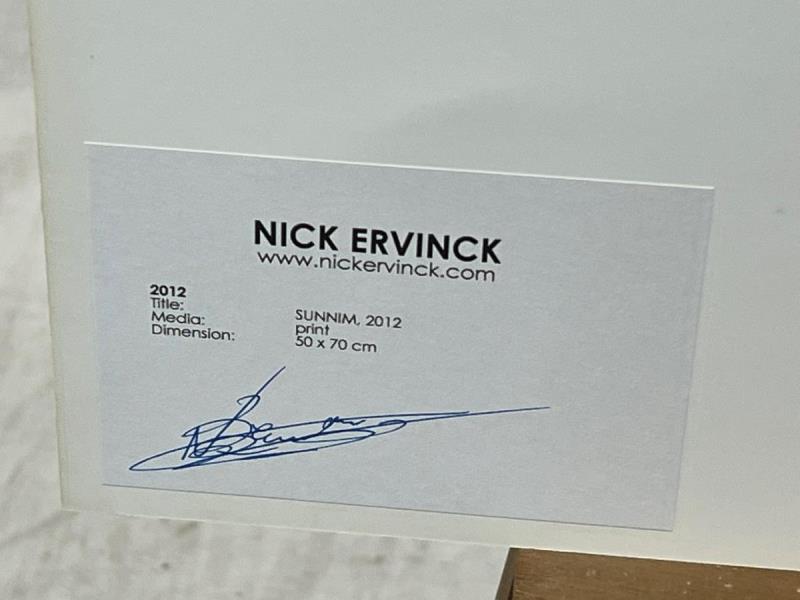 NICK ERVINCK
www.nickervinck.com
2012
Title: SUNNIM, 2012
Media: print
Dimension: 50 x 70 cm